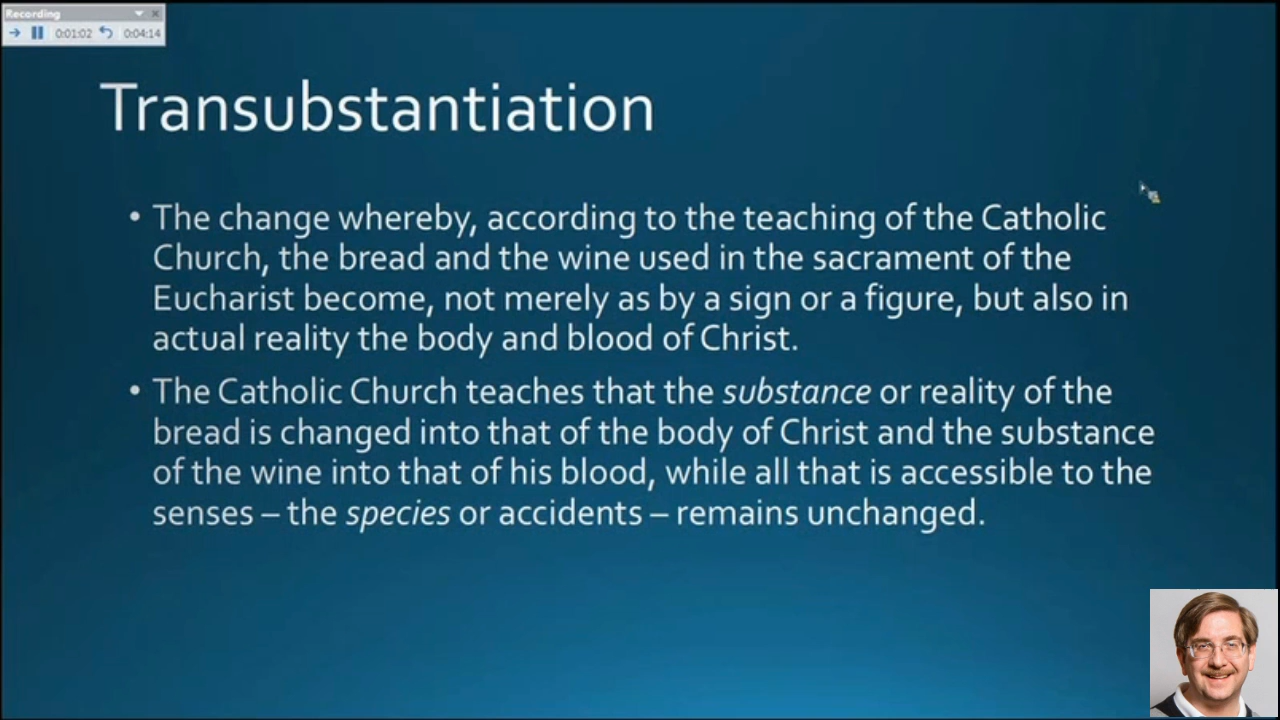 Recording
0:01:02 0:04:14
Transubstantiation
• The change whereby, according to the teaching of the Catholic
Church, the bread and the wine used in the sacrament of the
Eucharist become, not merely as by a sign or a figure, but also in
actual reality the body and blood of Christ.
• The Catholic Church teaches that the substance or reality of the
bread is changed into that of the body of Christ and the substance
of the wine into that of his blood, while all that is accessible to the
senses – the species or accidents – remains unchanged.